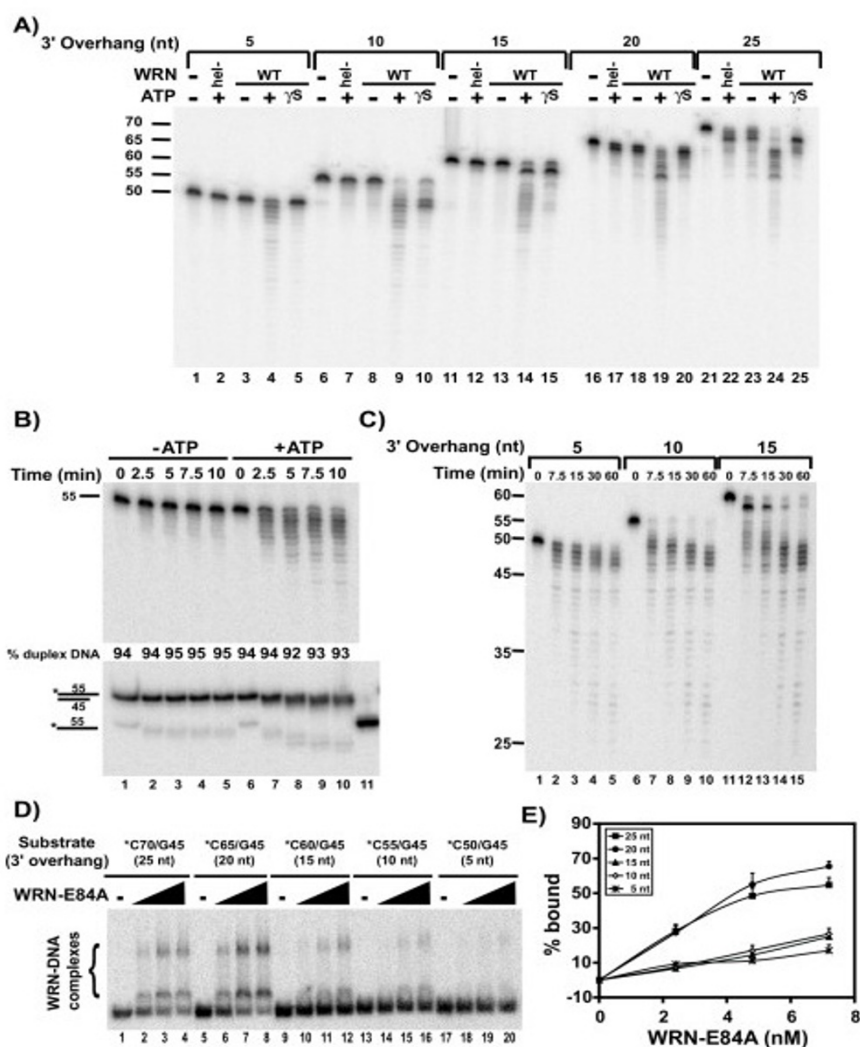 A)
3' Overhang (nt) 5 10 15 20 25
WRN - hel- WT - hel- WT - hel- WT - hel- WT - hel- WT
ATP - + - + γS - + - + γS - + - + γS - + - + γS - + - + γS
70
65
60
55
50
1 2 3 4 5 6 7 8 9 10 11 12 13 14 15 16 17 18 19 20 21 22 23 24 25
B)
-ATP +ATP
Time (min) 0 2.5 5 7.5 10 0 2.5 5 7.5 10
55
% duplex DNA 94 94 95 95 95 94 94 92 93 93
* 55
45
* 55
1 2 3 4 5 6 7 8 9 10 11
C)
3' Overhang (nt) 5 10 15
Time (min) 0 7.5 15 30 60 0 7.5 15 30 60 0 7.5 15 30 60
60
55
50
45
35
25
1 2 3 4 5 6 7 8 9 10 11 12 13 14 15
D)
Substrate *C70/G45 *C65/G45 *C60/G45 *C55/G45 *C50/G45
(3' overhang) (25 nt) (20 nt) (15 nt) (10 nt) (5 nt)
WRN-E84A - - - - -
WRN-DNA
complexes
1 2 3 4 5 6 7 8 9 10 11 12 13 14 15 16 17 18 19 20
E)
90
70
50
30
10
-10
% bound
25 nt
20 nt
15 nt
10 nt
5 nt
0 2 4 6 8
WRN-E84A (nM)